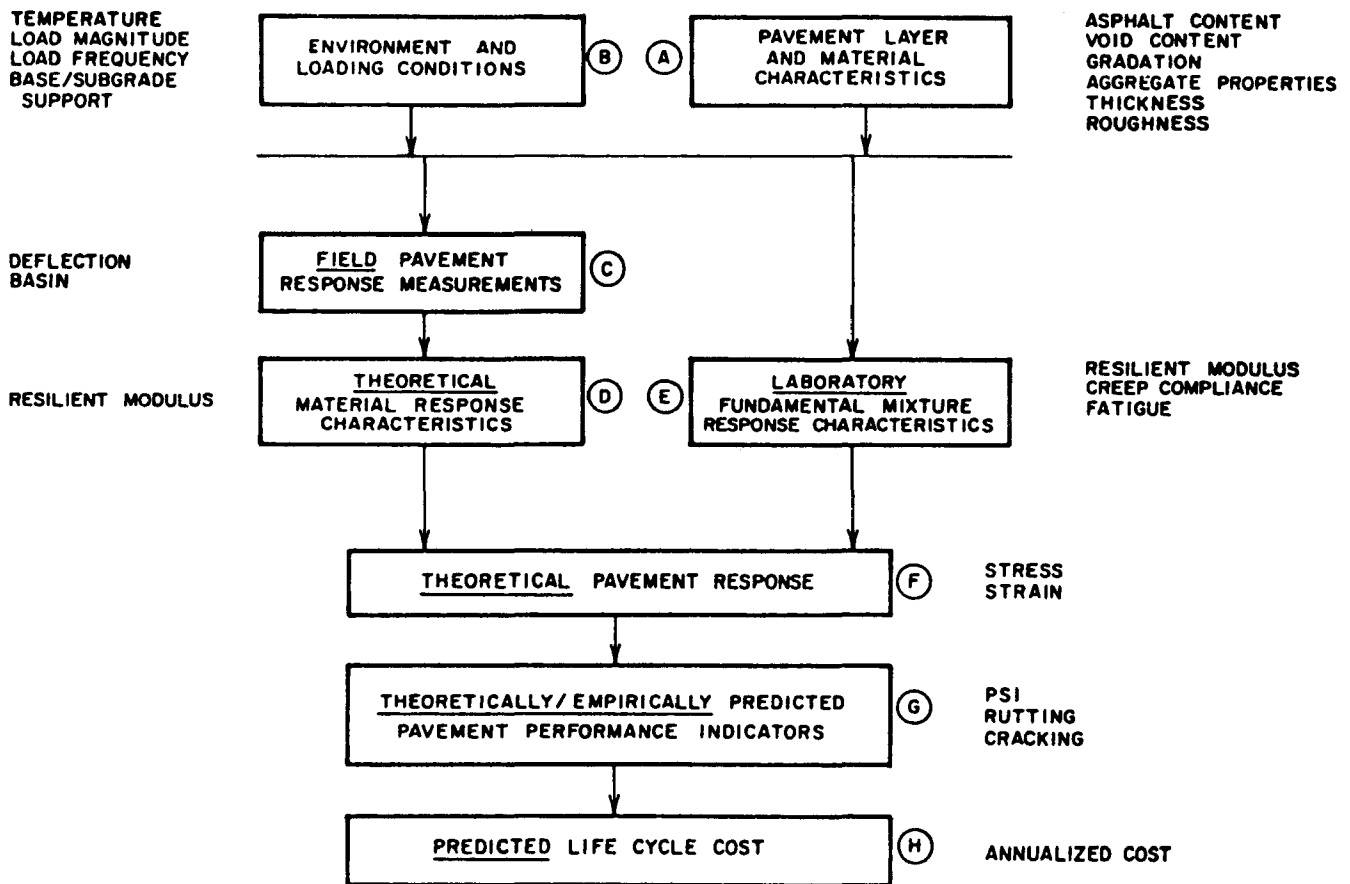 TEMPERATURE
LOAD MAGNITUDE
LOAD FREQUENCY
BASE/SUBGRADE
SUPPORT
ENVIRONMENT AND
LOADING CONDITIONS
B
A
PAVEMENT LAYER
AND MATERIAL
CHARACTERISTICS
ASPHALT CONTENT
VOID CONTENT
GRADATION
AGGREGATE PROPERTIES
THICKNESS
ROUGHNESS
DEFLECTION
BASIN
FIELD PAVEMENT
RESPONSE MEASUREMENTS
C
RESILIENT MODULUS
THEORETICAL
MATERIAL RESPONSE
CHARACTERISTICS
D
E
LABORATORY
FUNDAMENTAL MIXTURE
RESPONSE CHARACTERISTICS
RESILIENT MODULUS
CREEP COMPLIANCE
FATIGUE
THEORETICAL PAVEMENT RESPONSE
F
STRESS
STRAIN
THEORETICALLY/EMPIRICALLY PREDICTED
PAVEMENT PERFORMANCE INDICATORS
G
PSI
RUTTING
CRACKING
PREDICTED LIFE CYCLE COST
H
ANNUALIZED COST